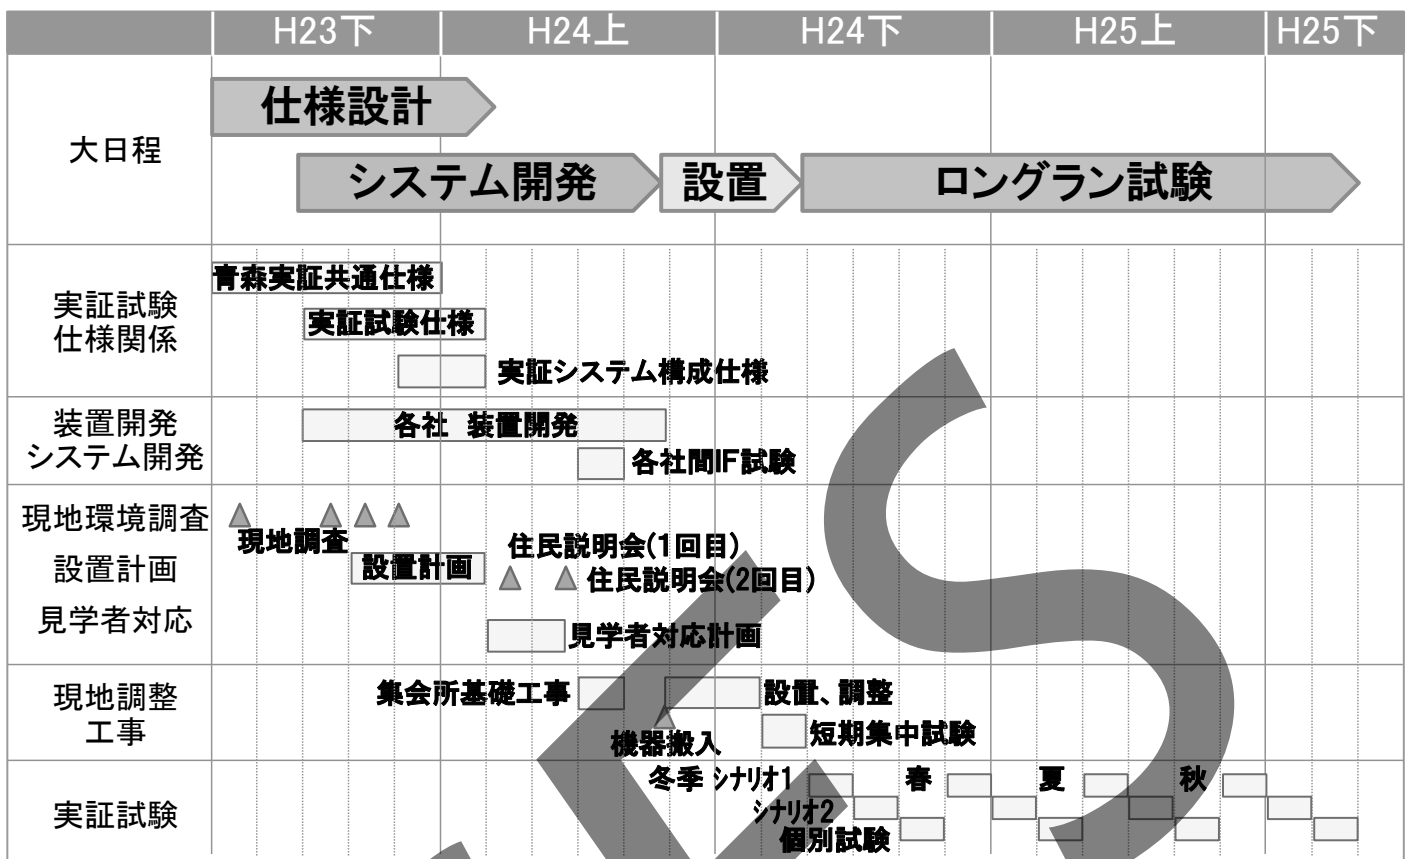 H23下 H24上 H24下 H25上 H25下
大日程
仕様設計
システム開発 設置 ロングラン試験
実証試験
仕様関係
青森実証共通仕様
実証試験仕様
実証システム構成仕様
装置開発
システム開発
各社 装置開発
各社間IF試験
現地環境調査
設置計画
見学者対応
現地調査
設置計画
住民説明会(1回目)
住民説明会(2回目)
見学者対応計画
現地調整
工事
集会所基礎工事
設置、調整
機器搬入
短期集中試験
実証試験
冬季 シナリオ1 春 夏 秋
シナリオ2
個別試験